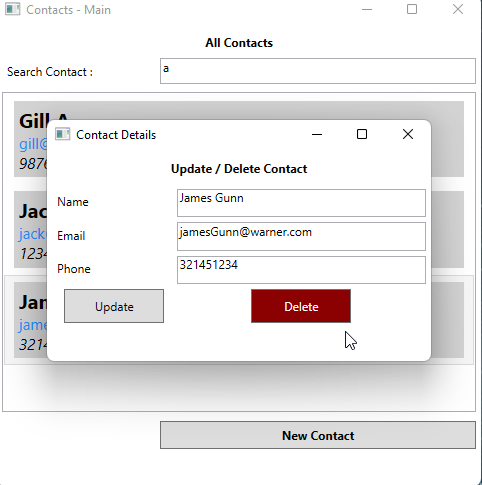 Contacts - Main
All Contacts
Search Contact : a
Gill A
gill@
9876
Contact Details
Update / Delete Contact
Name James Gunn
Email jamesGunn@warner.com
Phone 321451234
Update Delete
Jac
jack
1234
Jan
jame
3214
New Contact